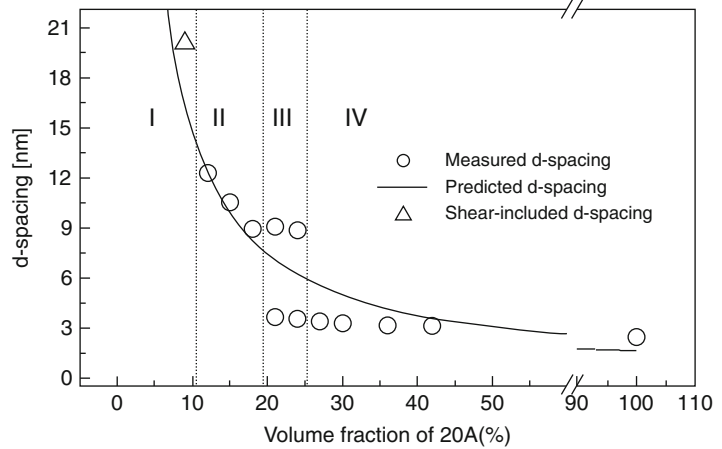 21
18
15
12
9
6
3
0
d-spacing [nm]
I II III IV
Measured d-spacing
Predicted d-spacing
Shear-included d-spacing
0 10 20 30 40 50 90 100 110
Volume fraction of 20A(%)